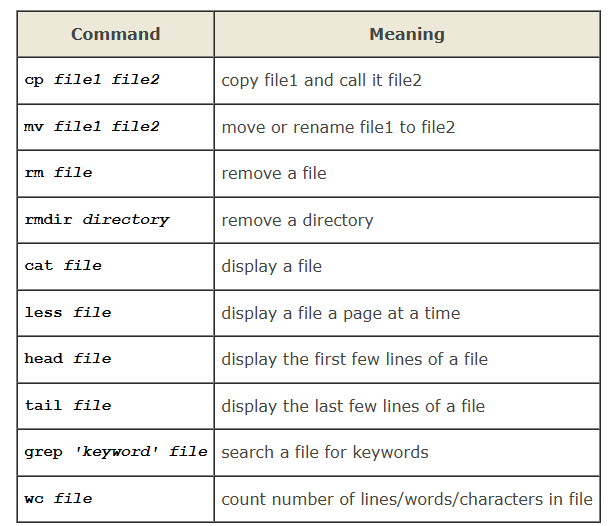 Command Meaning
cp file1 file2 copy file1 and call it file2
mv file1 file2 move or rename file1 to file2
rm file remove a file
rmdir directory remove a directory
cat file display a file
less file display a file a page at a time
head file display the first few lines of a file
tail file display the last few lines of a file
grep 'keyword' file search a file for keywords
wc file count number of lines/words/characters in file